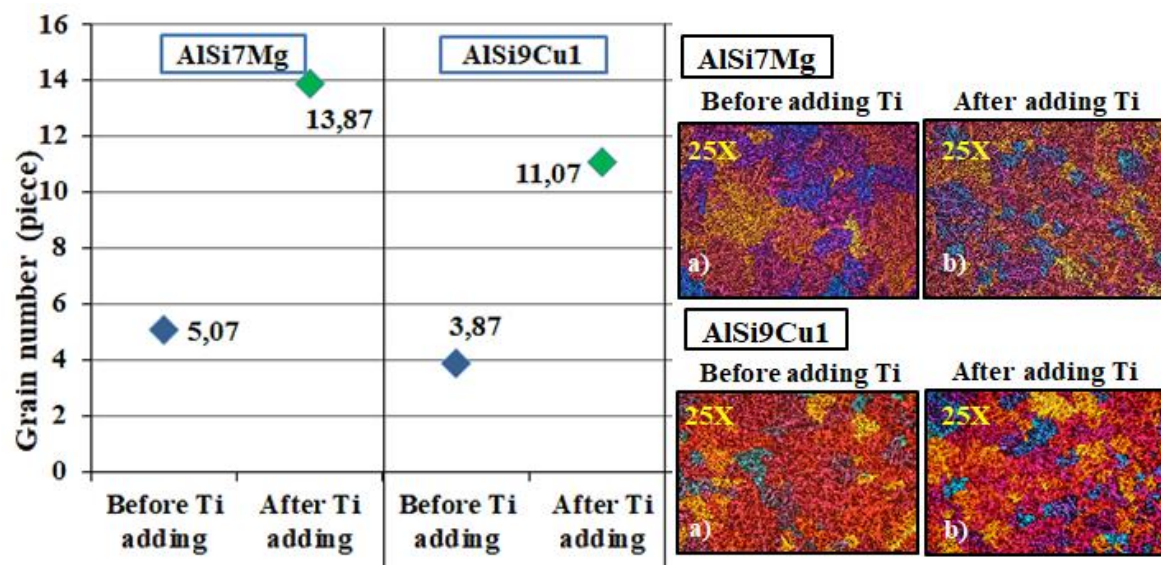 16
14
12
10
8
6
4
2
0
Grain number (piece)
AlSi7Mg
AlSi9Cu1
13,87
11,07
5,07
3,87
Before Ti
adding
After Ti
adding
Before Ti
adding
After Ti
adding
AlSi7Mg
Before adding Ti
After adding Ti
25X
a)
25X
b)
AlSi9Cu1
Before adding Ti
After adding Ti
25X
a)
25X
b)